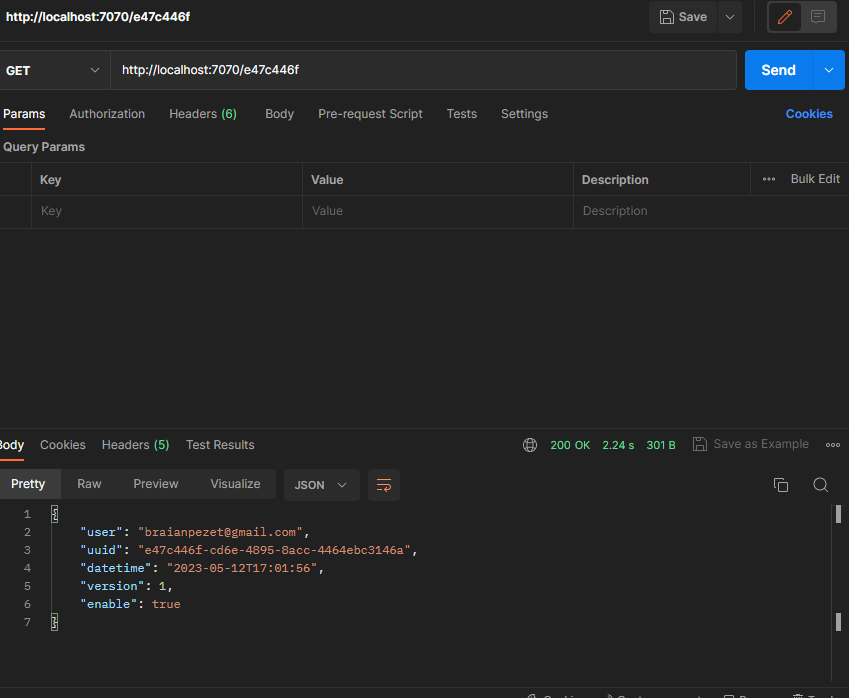 http://localhost:7070/e47c446f Save
GET http://localhost:7070/e47c446f Send
Params Authorization Headers (6) Body Pre-request Script Tests Settings Cookies
Query Params
Key Value Description ••• Bulk Edit
Key Value Description
Body Cookies Headers (5) Test Results 200 OK 2.24 s 301 B Save as Example
Pretty Raw Preview Visualize JSON
1 {
2 "user": "braianpezet@gmail.com",
3 "uuid": "e47c446f-cd6e-4895-8acc-4464ebc3146a",
4 "datetime": "2023-05-12T17:01:56",
5 "version": 1,
6 "enable": true
7 }